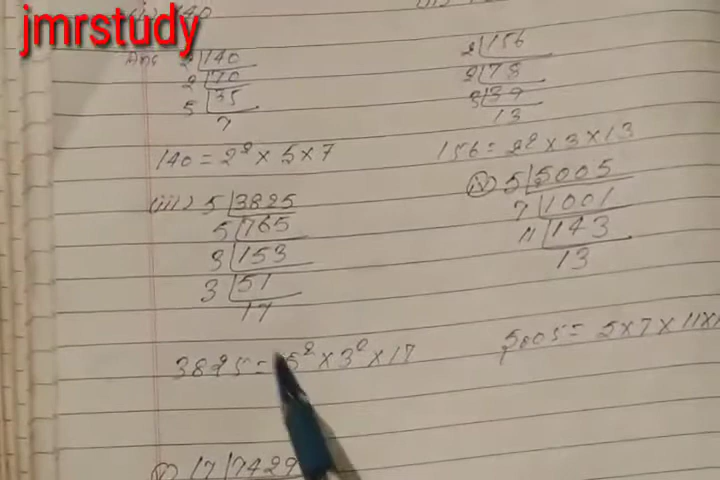 jmrstudy
(i) 140
Ans 2 140
2 70
5 35
7
140 = 2² × 5 × 7
2 156
2 78
3 39
13
156 = 2² × 3 × 13
(iii) 5 3825
5 765
3 153
3 51
17
3825 = 5² × 3² × 17
(iv) 5 5005
7 1001
11 143
13
5005 = 5 × 7 × 11 ×
(v) 17 7429